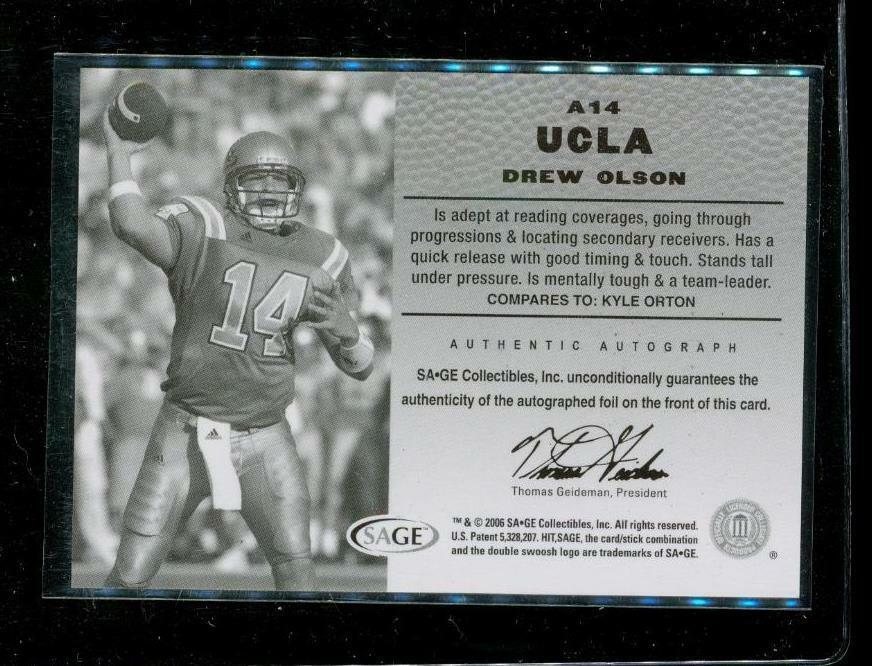 A14
UCLA
DREW OLSON
Is adept at reading coverages, going through
progressions & locating secondary receivers. Has a
quick release with good timing & touch. Stands tall
under pressure. Is mentally tough & a team-leader.
COMPARES TO: KYLE ORTON
AUTHENTIC AUTOGRAPH
SA•GE Collectibles, Inc. unconditionally guarantees the
authenticity of the autographed foil on the front of this card.
Thomas Geideman, President
SAGE
™ & © 2006 SA•GE Collectibles, Inc. All rights reserved.
U.S. Patent 5,328,207. HIT,SAGE, the card/stick combination
and the double swoosh logo are trademarks of SA•GE.
®
14